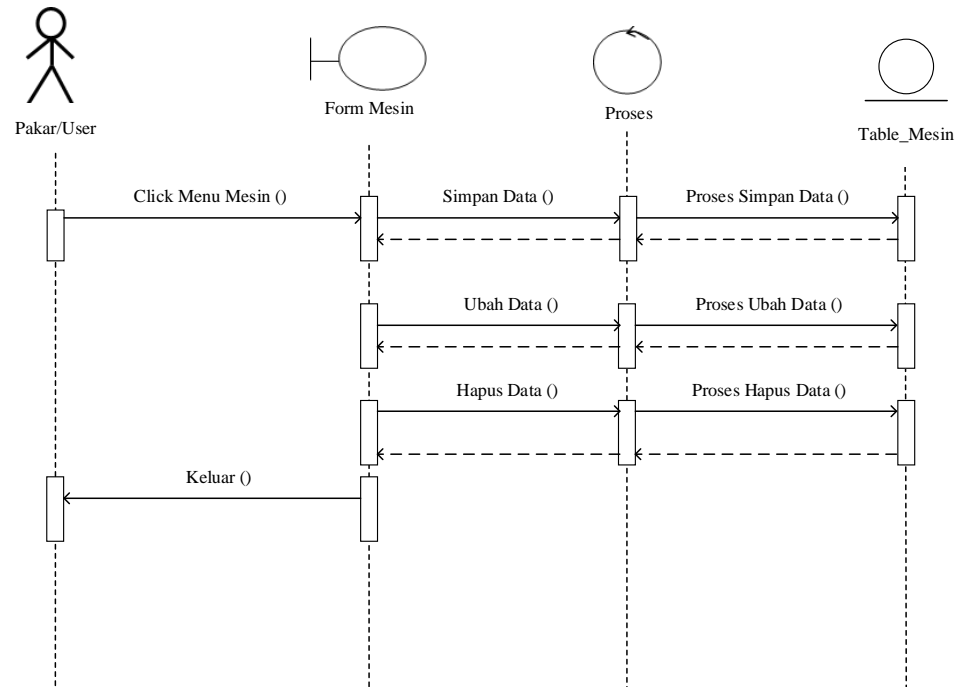 Pakar/User
Form Mesin
Proses
Table_Mesin
Click Menu Mesin ()
Simpan Data ()
Proses Simpan Data ()
Ubah Data ()
Proses Ubah Data ()
Hapus Data ()
Proses Hapus Data ()
Keluar ()